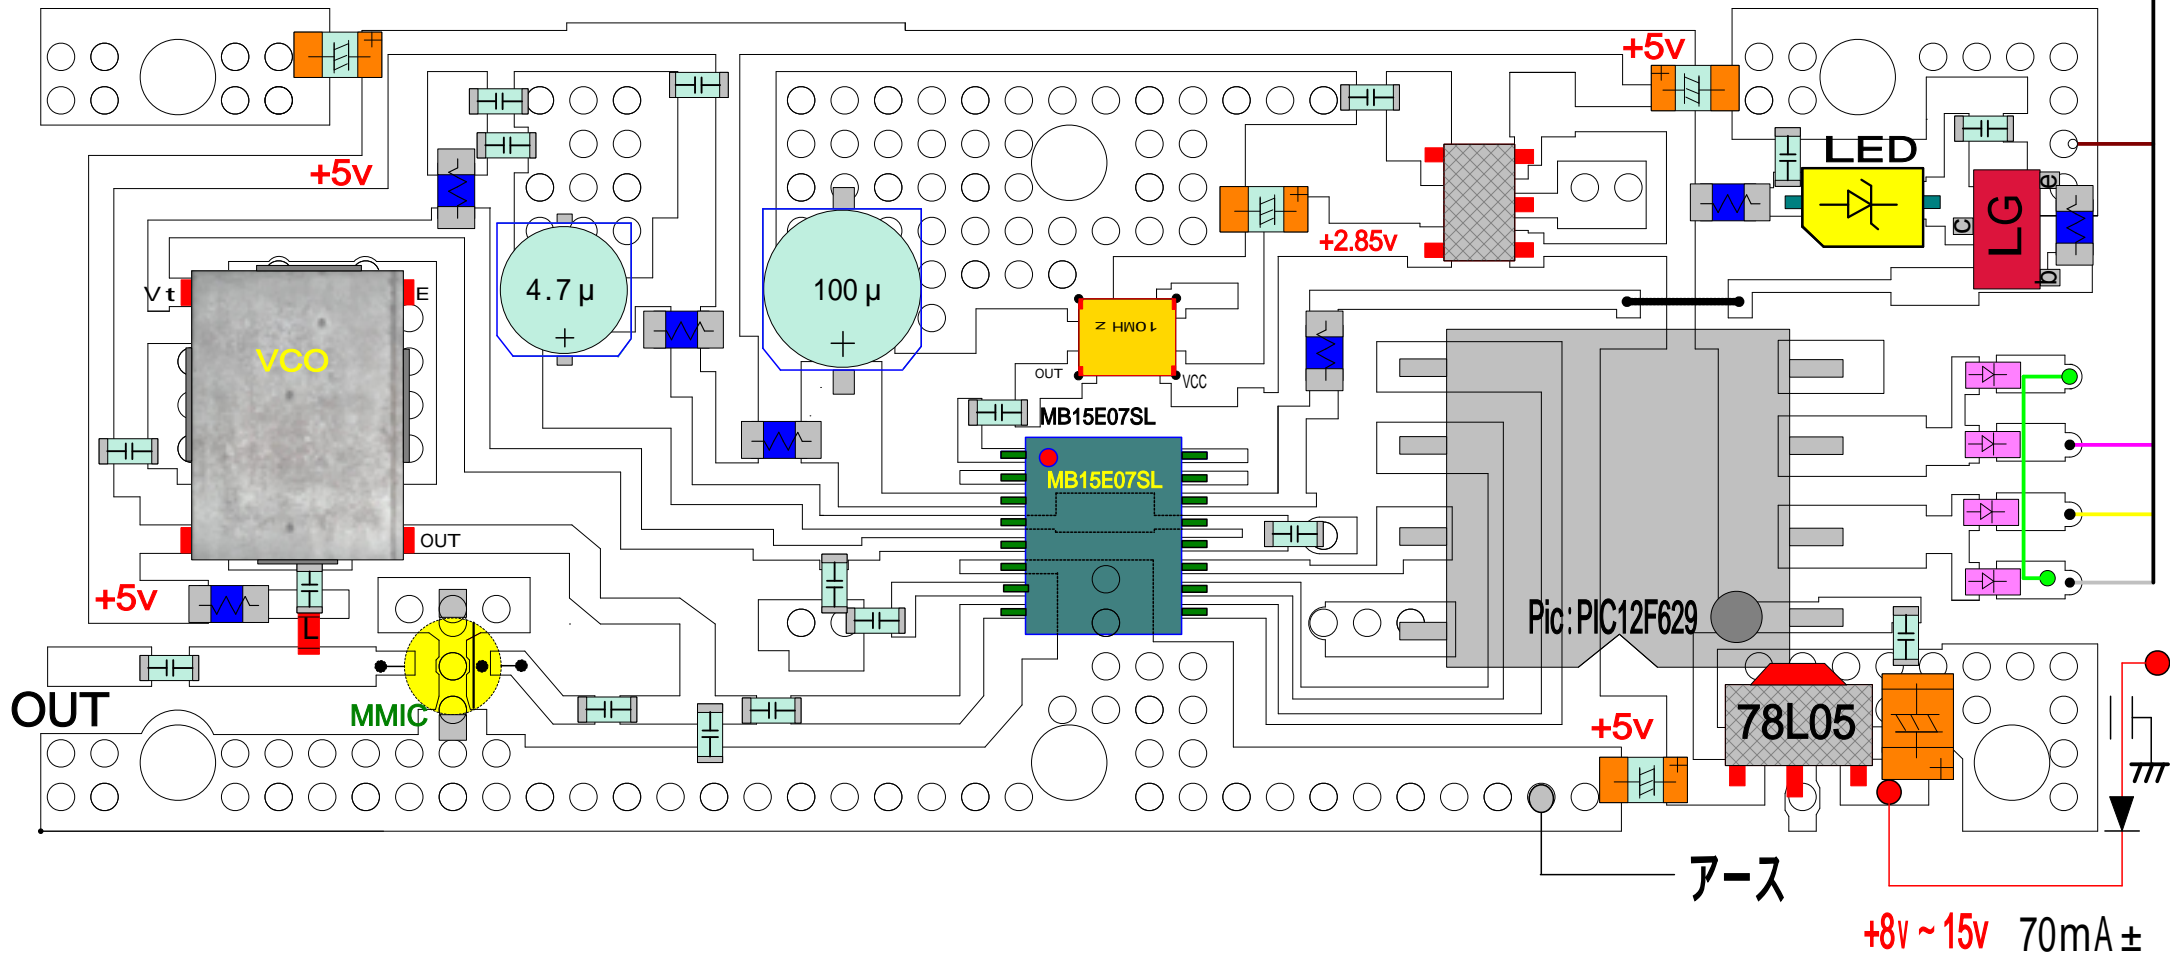 +5v
+5v
+5v
LED
e
c
LG
b
+2.85v
Vt
E
4.7μ
100μ
10MHZ
VCO
OUT
VCC
MB15E07SL
MB15E07SL
OUT
+5v
L
Pic:PIC12F629
OUT
MMIC
+5v
78L05
アース
+8v~15v 70mA±